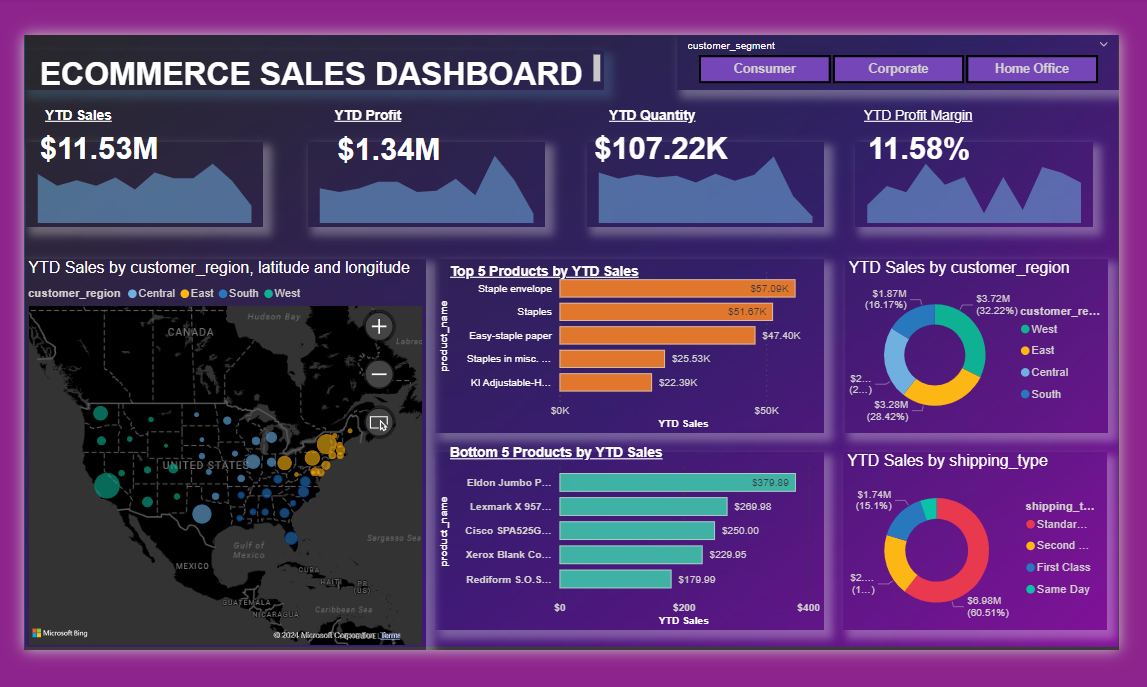 customer_segment
ECOMMERCE SALES DASHBOARD
Consumer
Corporate
Home Office
YTD Sales
$11.53M
YTD Profit
$1.34M
YTD Quantity
$107.22K
YTD Profit Margin
11.58%
YTD Sales by customer_region, latitude and longitude
customer_region Central East South West
CANADA
Hudson Bay
UNITED STATES
MEXICO
Gulf of
Mexico
Sargasso Sea
CUBA
HAITI
PR
(US)
GUATEMALA
NICARAGUA
Caribbean Sea
Microsoft Bing
© 2024 Microsoft Corporation Terms
Top 5 Products by YTD Sales
product_name
Staple envelope $57.09K
Staples $51.67K
Easy-staple paper $47.40K
Staples in misc. ... $25.53K
KI Adjustable-H... $22.39K
$0K $50K
YTD Sales
Bottom 5 Products by YTD Sales
product_name
Eldon Jumbo P... $379.89
Lexmark X 957... $269.98
Cisco SPA525G... $250.00
Xerox Blank Co... $229.95
Rediform S.O.S... $179.99
$0 $200 $400
YTD Sales
YTD Sales by customer_region
$1.87M
(16.17%)
$3.72M
(32.22%)
$2...
(2...)
$3.28M
(28.42%)
customer_re...
West
East
Central
South
YTD Sales by shipping_type
$1.74M
(15.1%)
$2....
(1...)
$6.98M
(60.51%)
shipping_t...
Standar...
Second ...
First Class
Same Day